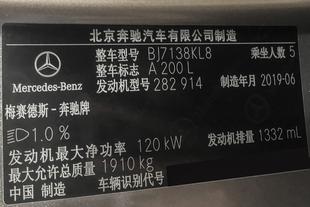 北京奔驰汽车有限公司制造
整车型号 BJ7138KL8 乘坐人数 5
整车标志 A 200 L
发动机型号 282 914 制造年月 2019-06
Mercedes-Benz
梅赛德斯－奔驰牌
1.0 %
发动机最大净功率 120 kW 发动机排量 1332 mL
最大允许总质量 1910 kg
中国 制造 车辆识别代号